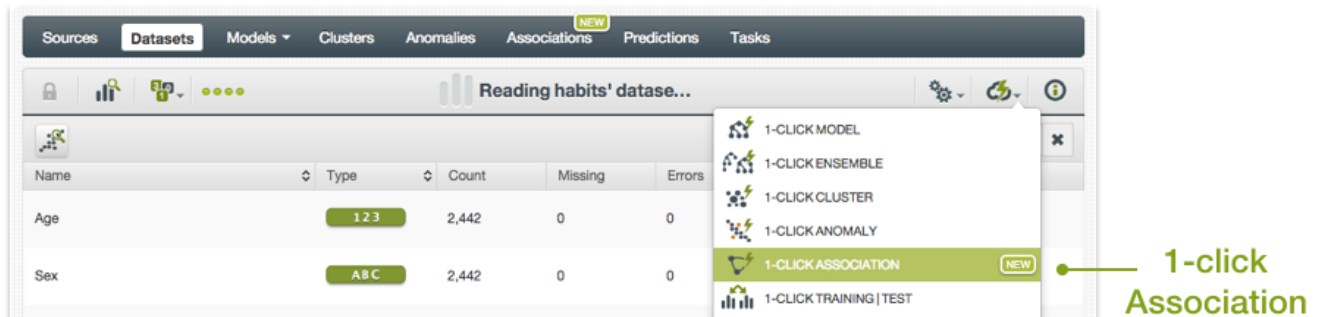 NEW
Sources Datasets Models Clusters Anomalies Associations Predictions Tasks
Reading habits' datase...
1-CLICK MODEL
1-CLICK ENSEMBLE
1-CLICK CLUSTER
1-CLICK ANOMALY
1-CLICK ASSOCIATION NEW
1-CLICK TRAINING | TEST
Name Type Count Missing Errors
Age 123 2,442 0 0
Sex ABC 2,442 0 0
1-click
Association